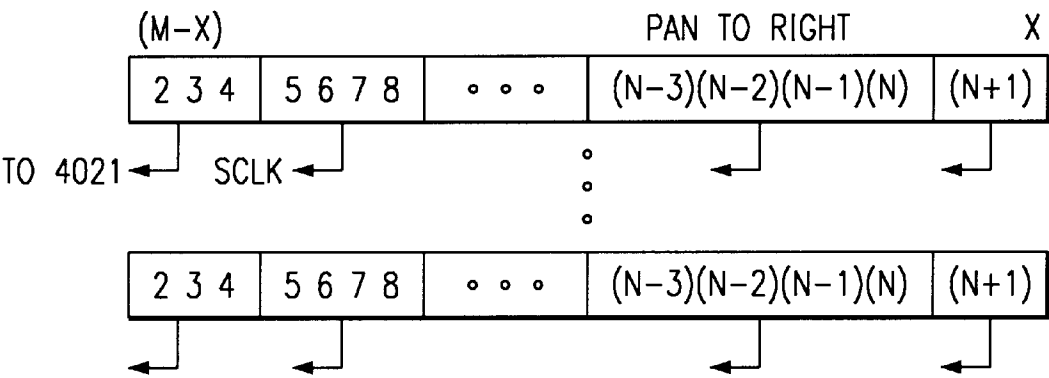 (M-X) PAN TO RIGHT X
2 3 4 5 6 7 8 ∘ ∘ ∘ (N-3)(N-2)(N-1)(N) (N+1)
TO 4021 SCLK
2 3 4 5 6 7 8 ∘ ∘ ∘ (N-3)(N-2)(N-1)(N) (N+1)